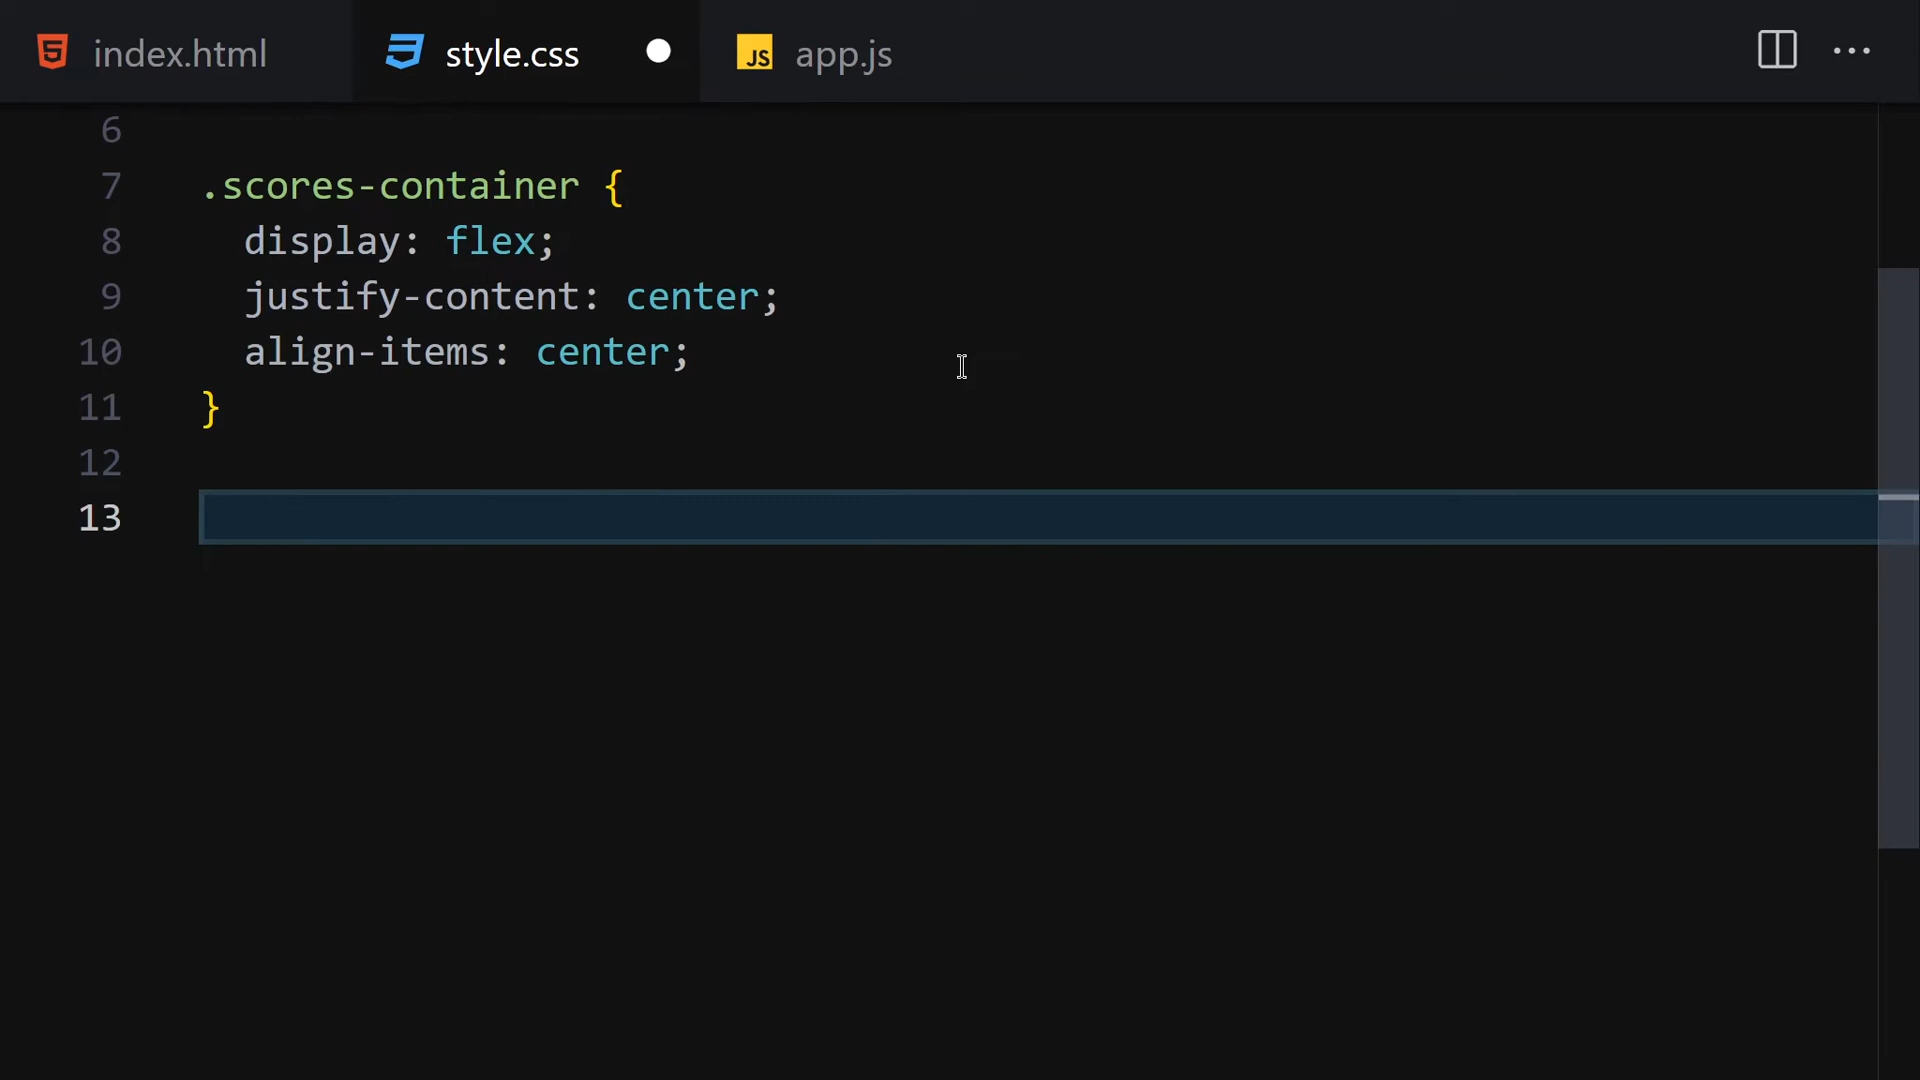 index.html style.css JS app.js
6
7 .scores-container {
8 display: flex;
9 justify-content: center;
10 align-items: center;
11 }
12
13